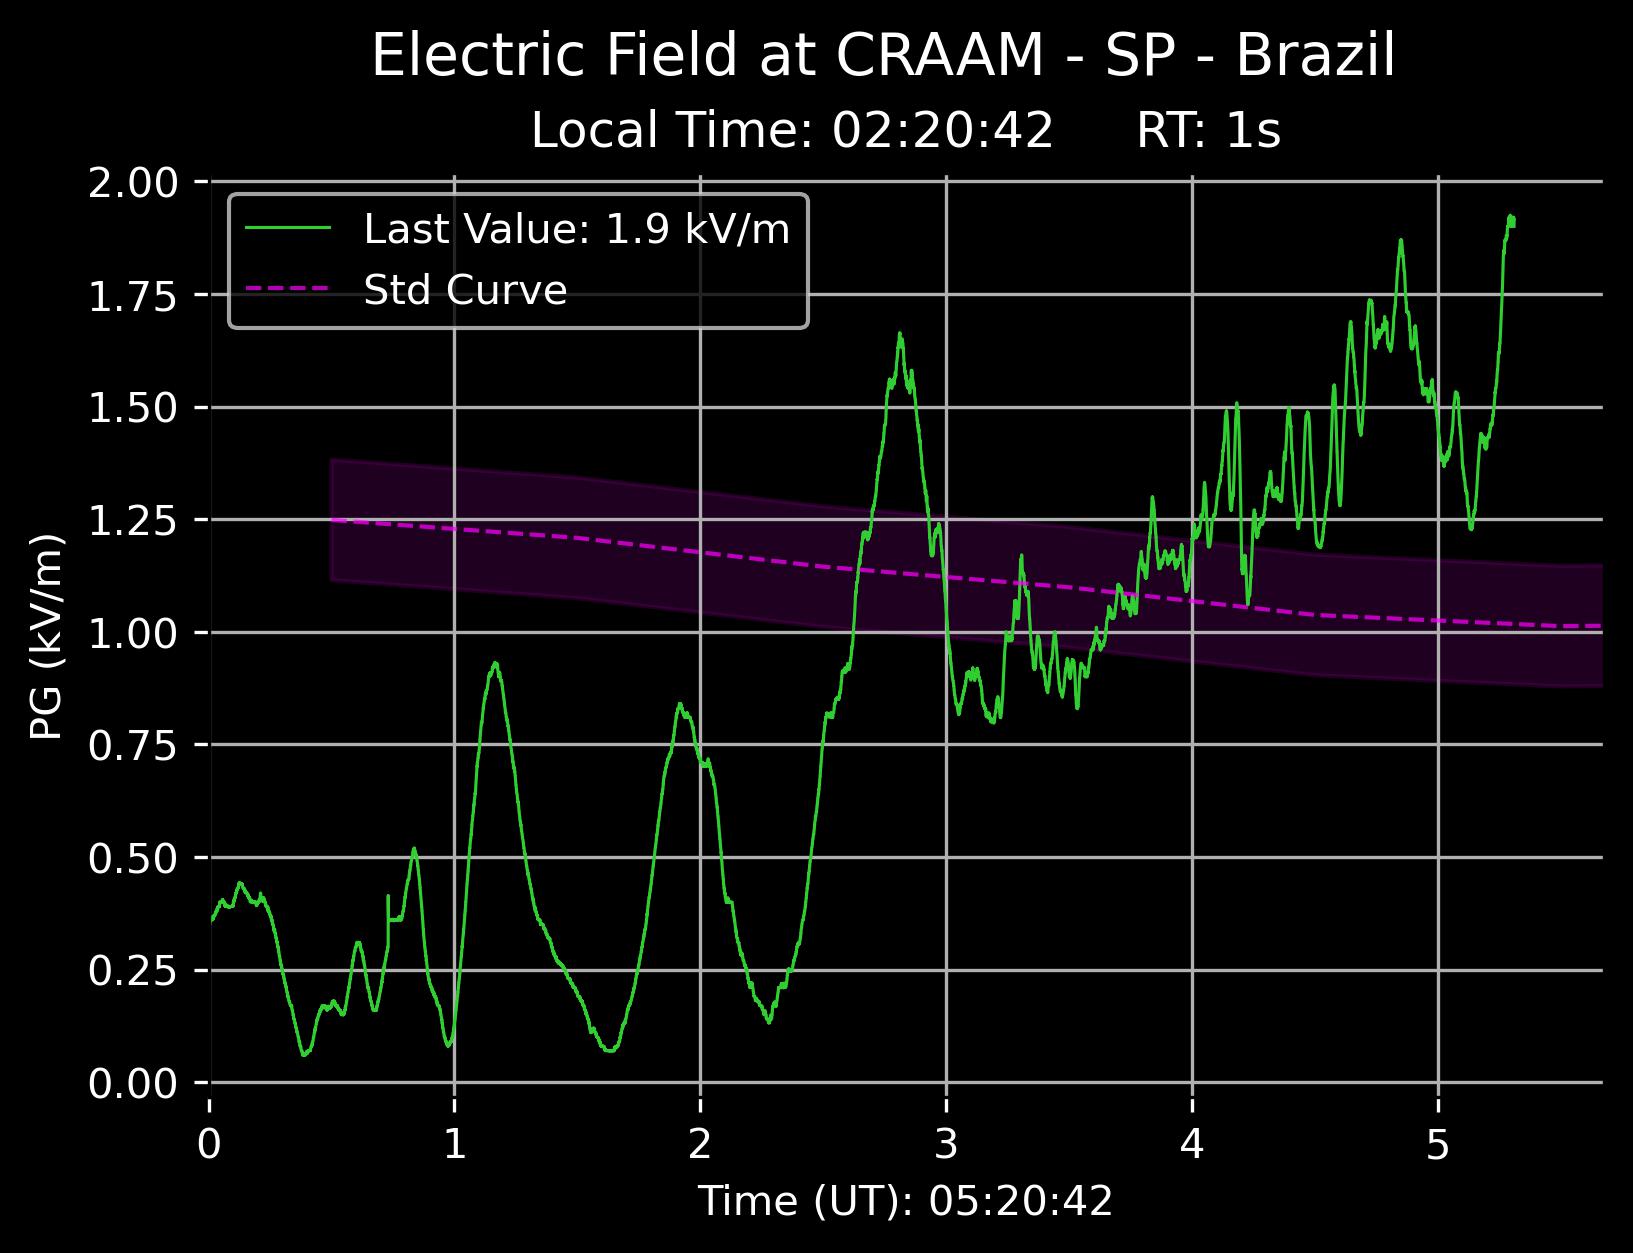 Electric Field at CRAAM - SP - Brazil
Local Time: 02:20:42 RT: 1s
Last Value: 1.9 kV/m
Std Curve
PG (kV/m)
2.00
1.75
1.50
1.25
1.00
0.75
0.50
0.25
0.00
0 1 2 3 4 5
Time (UT): 05:20:42